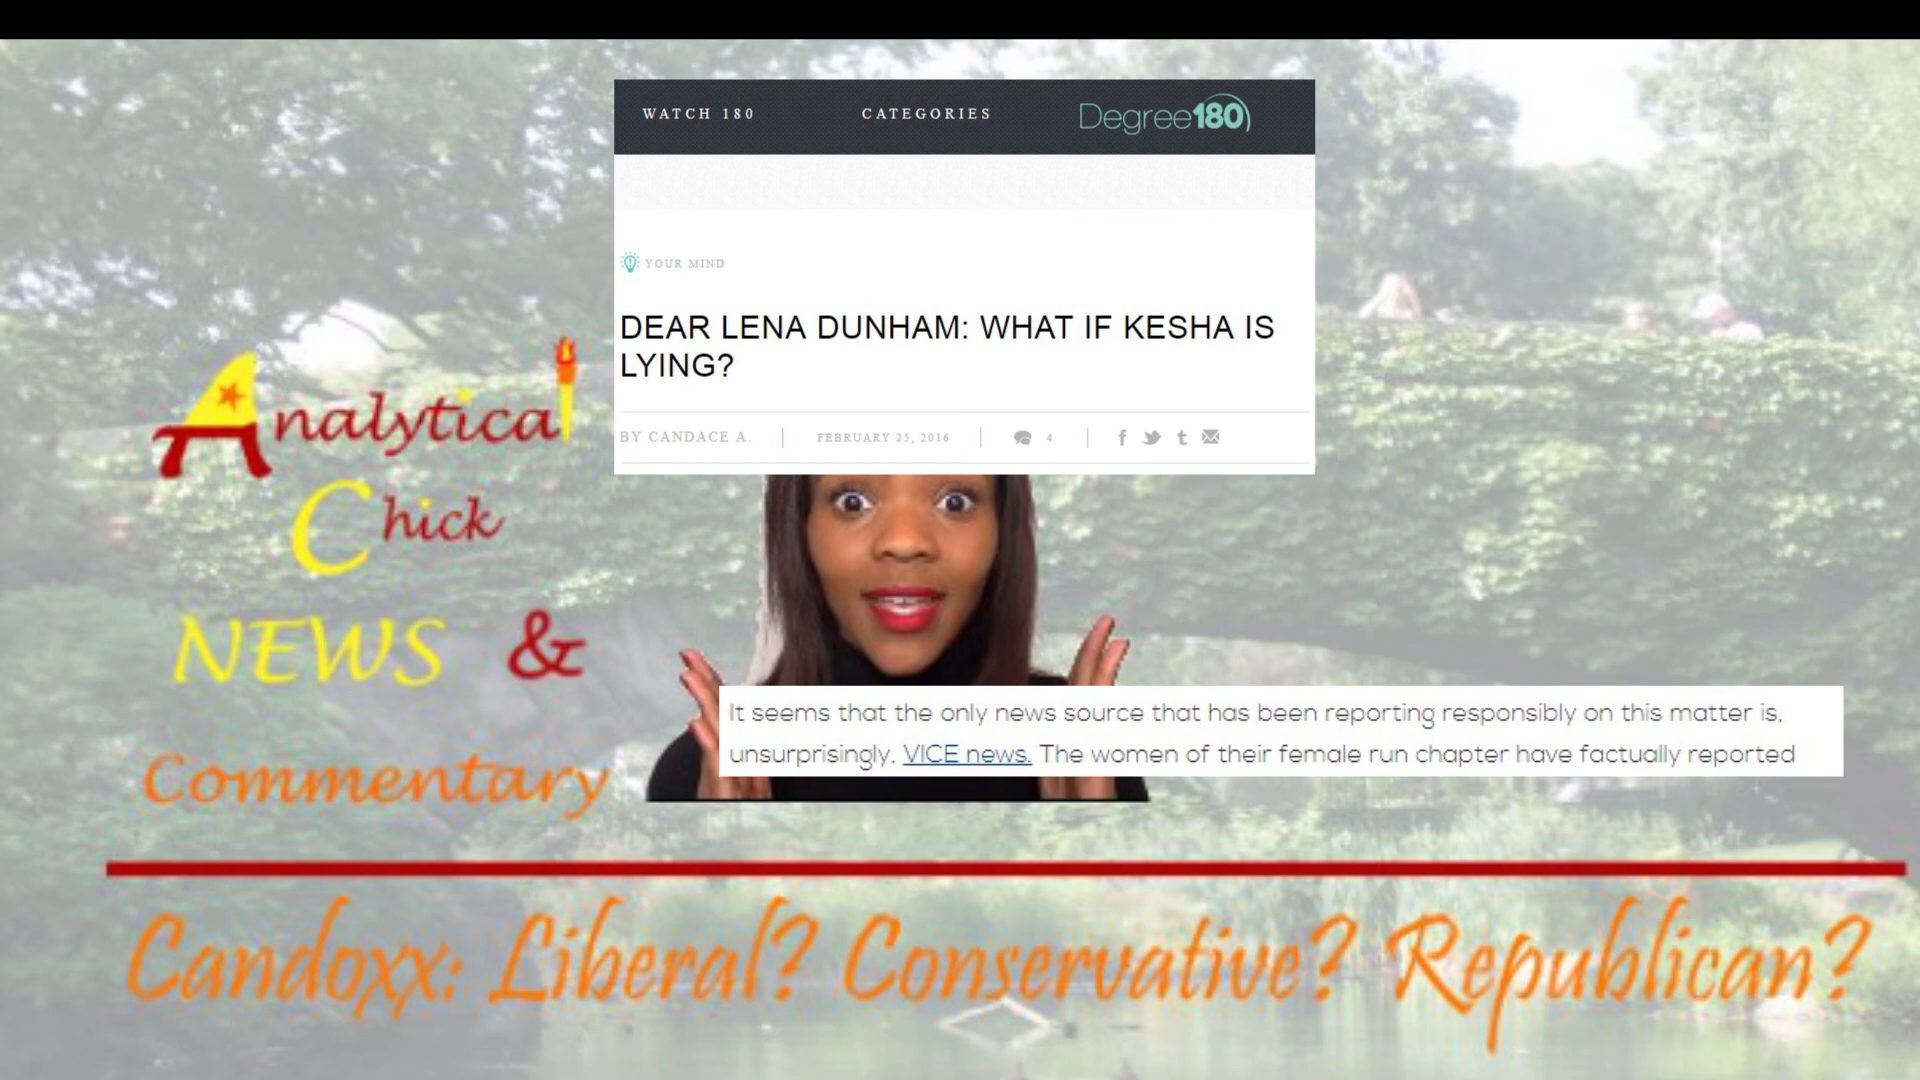 WATCH 180 CATEGORIES Degree180
YOUR MIND
DEAR LENA DUNHAM: WHAT IF KESHA IS
LYING?
BY CANDACE A. FEBRUARY 25, 2016 4
Analytical
Chick
NEWS &
Commentary
It seems that the only news source that has been reporting responsibly on this matter is,
unsurprisingly, VICE news. The women of their female run chapter have factually reported
Candoxx: Liberal? Conservative? Republican?